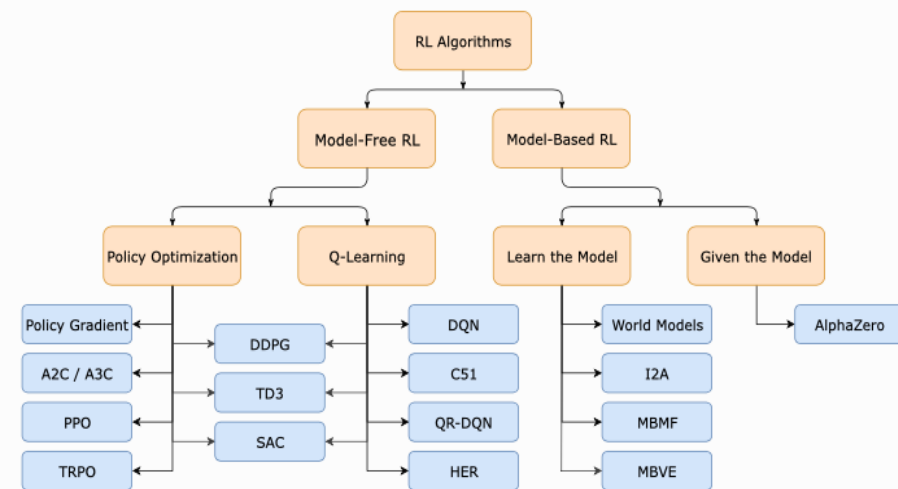 RL Algorithms
Model-Free RL
Model-Based RL
Policy Optimization
Q-Learning
Learn the Model
Given the Model
Policy Gradient
DDPG
DQN
World Models
AlphaZero
A2C / A3C
TD3
C51
I2A
PPO
SAC
QR-DQN
MBMF
TRPO
HER
MBVE